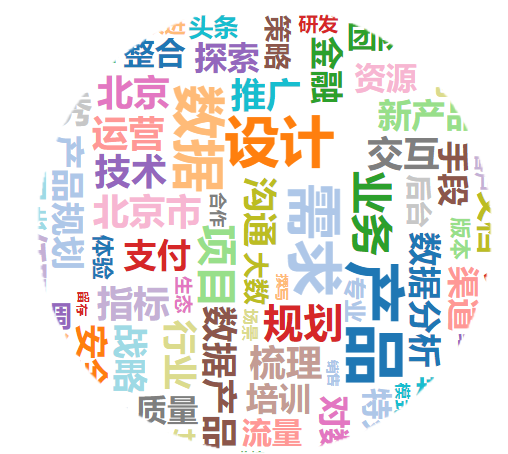 头条
策略
研发
整合
探索
金融
资源
北京
数据
推广
新产品
运营
设计
交互
手段
技术
产品规划
北京市
合作
沟通
需求
业务
后台
版本
体验
支付
项目
大数
数据分析
渠道
生态
撰写
专业
产品
留存
指标
场景
规划
安全
战略
行业
数据产品
梳理
销售
质量
培训
流量